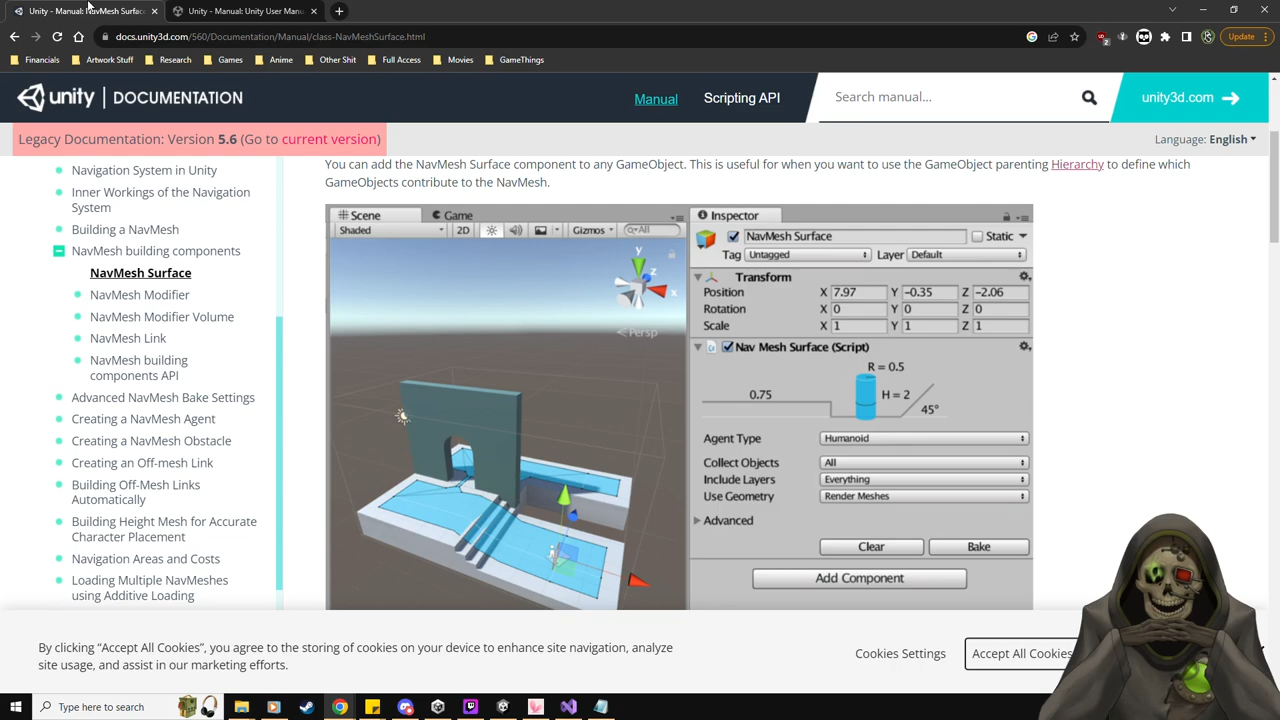 Unity - Manual: NavMesh Surface
Unity - Manual: Unity User Manu
docs.unity3d.com/560/Documentation/Manual/class-NavMeshSurface.html
Update
Financials
Artwork Stuff
Research
Games
Anime
Other Shit
Full Access
Movies
GameThings
unity | DOCUMENTATION
Manual
Scripting API
Search manual...
unity3d.com
Legacy Documentation: Version 5.6 (Go to current version)
Language: English
Navigation System in Unity
Inner Workings of the Navigation
System
Building a NavMesh
NavMesh building components
NavMesh Surface
NavMesh Modifier
NavMesh Modifier Volume
NavMesh Link
NavMesh building
components API
Advanced NavMesh Bake Settings
Creating a NavMesh Agent
Creating a NavMesh Obstacle
Creating an Off-mesh Link
Building Off-Mesh Links
Automatically
Building Height Mesh for Accurate
Character Placement
Navigation Areas and Costs
Loading Multiple NavMeshes
using Additive Loading
You can add the NavMesh Surface component to any GameObject. This is useful for when you want to use the GameObject parenting Hierarchy to define which
GameObjects contribute to the NavMesh.
Scene
Game
Shaded
2D
Gizmos
All
y
z
x
Persp
Inspector
NavMesh Surface
Static
Tag Untagged
Layer Default
Transform
Position X 7.97 Y -0.35 Z -2.06
Rotation X 0 Y 0 Z 0
Scale X 1 Y 1 Z 1
Nav Mesh Surface (Script)
R = 0.5
0.75
H = 2
45°
Agent Type Humanoid
Collect Objects All
Include Layers Everything
Use Geometry Render Meshes
Advanced
Clear
Bake
Add Component
By clicking “Accept All Cookies”, you agree to the storing of cookies on your device to enhance site navigation, analyze
site usage, and assist in our marketing efforts.
Cookies Settings
Accept All Cookies
Type here to search